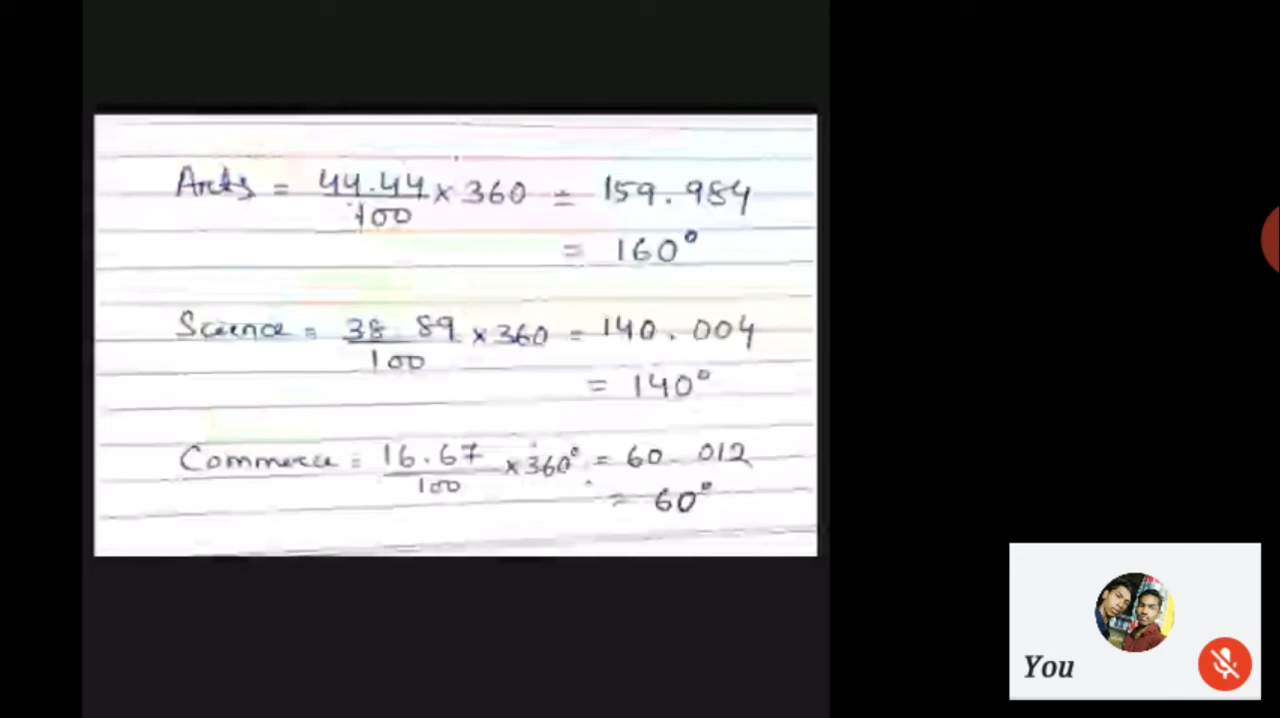 Arts = 44.44/100 × 360 = 159.984
= 160°
Science = 38.89/100 × 360 = 140.004
= 140°
Commerce = 16.67/100 × 360° = 60.012
= 60°
You